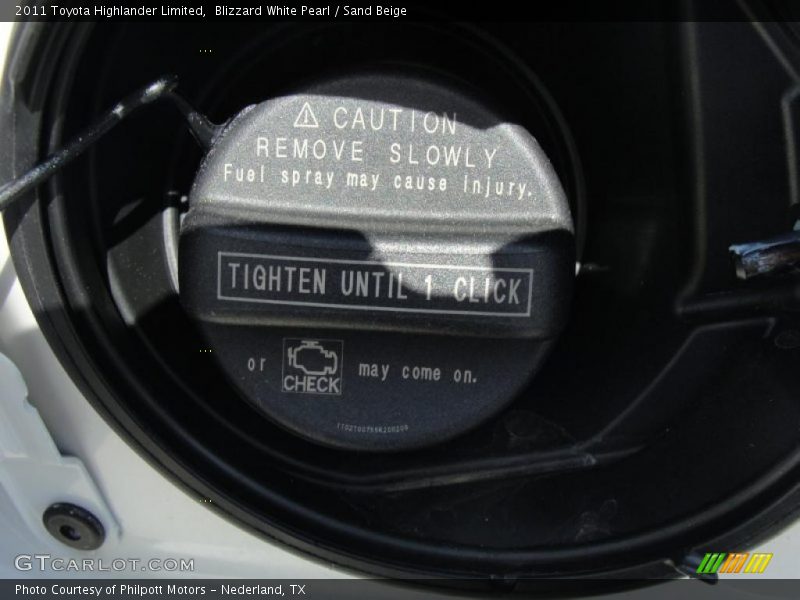 2011 Toyota Highlander Limited,  Blizzard White Pearl / Sand Beige
⚠ CAUTION
REMOVE SLOWLY
Fuel spray may cause injury.
TIGHTEN UNTIL 1 CLICK
or CHECK may come on.
GTCARLOT.COM
Photo Courtesy of Philpott Motors - Nederland, TX